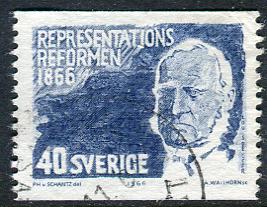 REPRESENTATIONS
REFORMEN
1866
40 SVERIGE
PH v SCHANTZ del 1966 A. WALLHORN SC